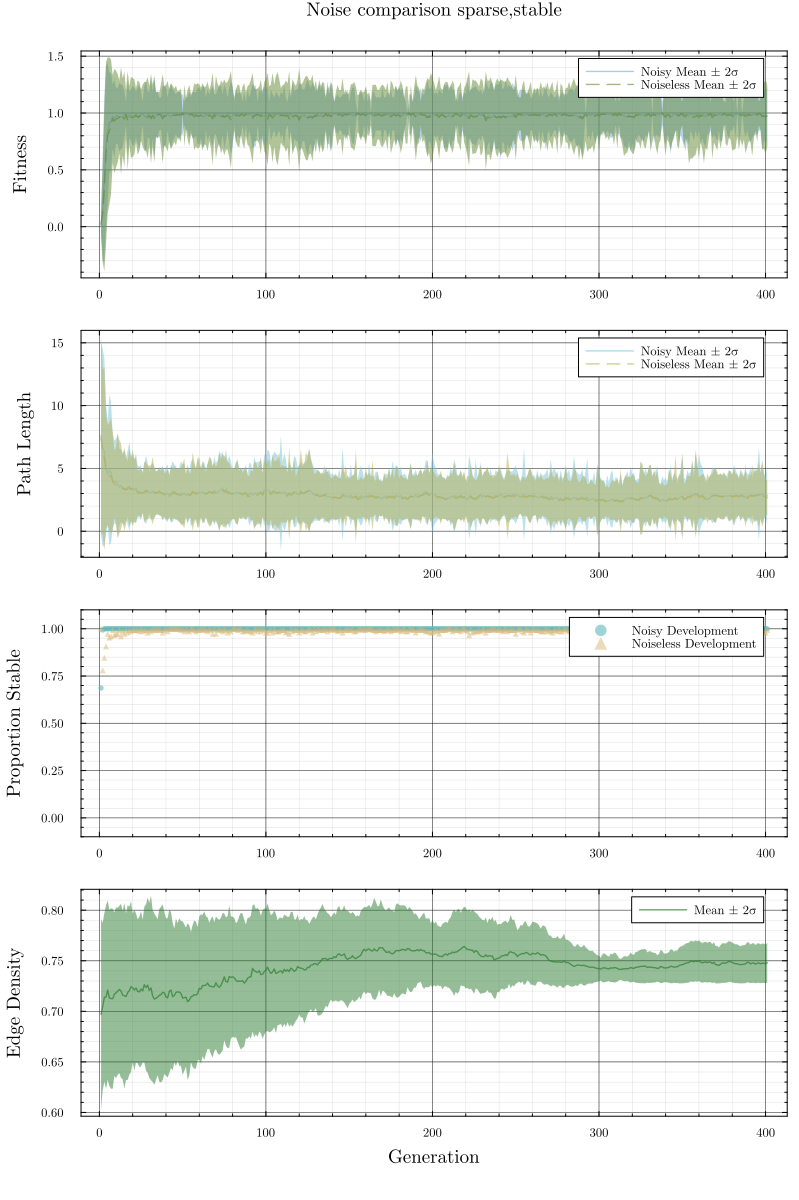 Noise comparison sparse,stable
1.5
1.0
0.5
0.0
Fitness
Noisy Mean ± 2σ
Noiseless Mean ± 2σ
0 100 200 300 400
15
10
5
0
Path Length
Noisy Mean ± 2σ
Noiseless Mean ± 2σ
0 100 200 300 400
1.00
0.75
0.50
0.25
0.00
Proportion Stable
Noisy Development
Noiseless Development
0 100 200 300 400
0.80
0.75
0.70
0.65
0.60
Edge Density
Mean ± 2σ
0 100 200 300 400
Generation